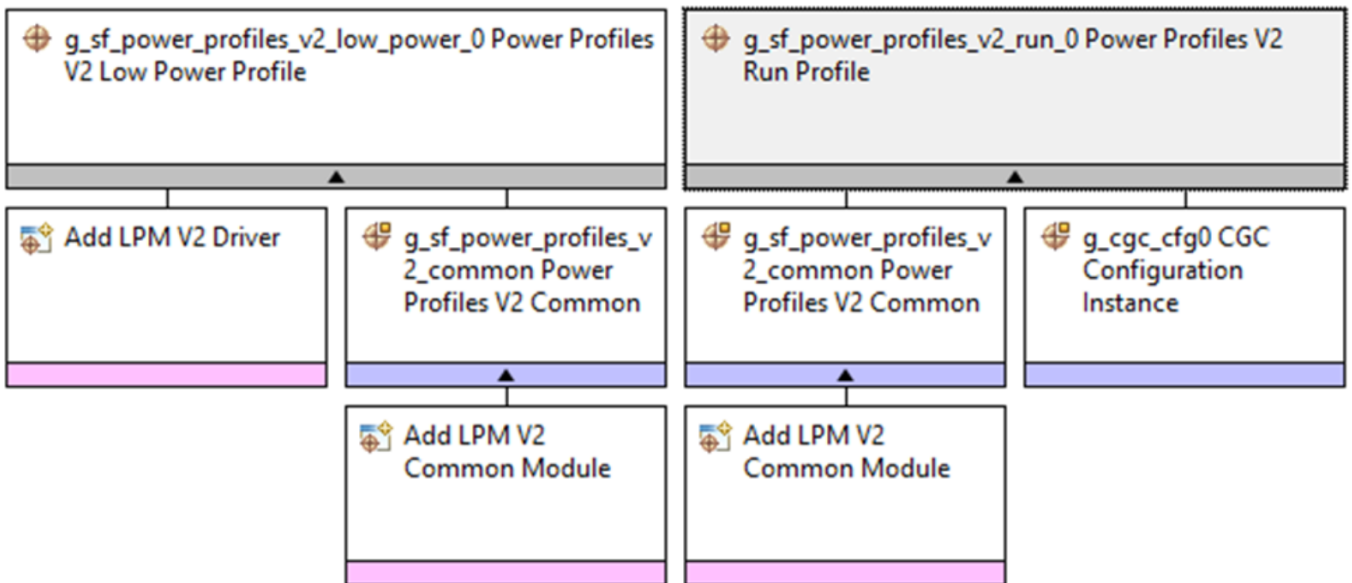 g_sf_power_profiles_v2_low_power_0 Power Profiles
V2 Low Power Profile
g_sf_power_profiles_v2_run_0 Power Profiles V2
Run Profile
Add LPM V2 Driver
g_sf_power_profiles_v
2_common Power
Profiles V2 Common
g_sf_power_profiles_v
2_common Power
Profiles V2 Common
g_cgc_cfg0 CGC
Configuration
Instance
Add LPM V2
Common Module
Add LPM V2
Common Module